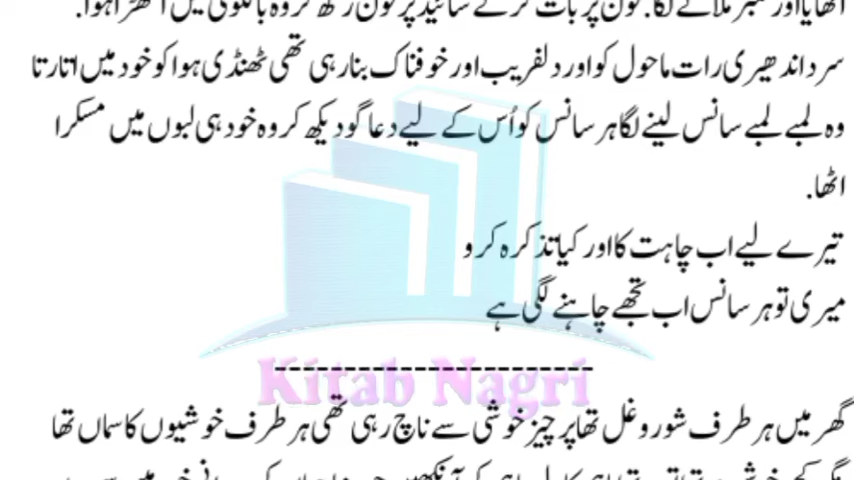 اٹھایا اور نمبر ملانے لگا. فون پر بات کر کے سائیڈ پر فون رکھ کر وہ بالکونی میں آ کھڑا ہوا.
سرد اندھیری رات ماحول کو اور دلفریب اور خوفناک بنا رہی تھی ٹھنڈی ہوا کو خود میں اتارتا
وہ لمبے لمبے سانس لینے لگا ہر سانس کو اُس کے لیے دعا گو دیکھ کر وہ خود ہی لبوں میں مسکرا
اٹھا.
تیرے لیے اب چاہت کا اور کیا تذکرہ کرو
میری تو ہر سانس اب تجھے چاہنے لگی ہے
-----------------------
Kitab Nagri
گھر میں ہر طرف شور و غل تھا پر چیز خوشی سے ناچ رہی تھی ہر طرف خوشیوں کا سماں تھا